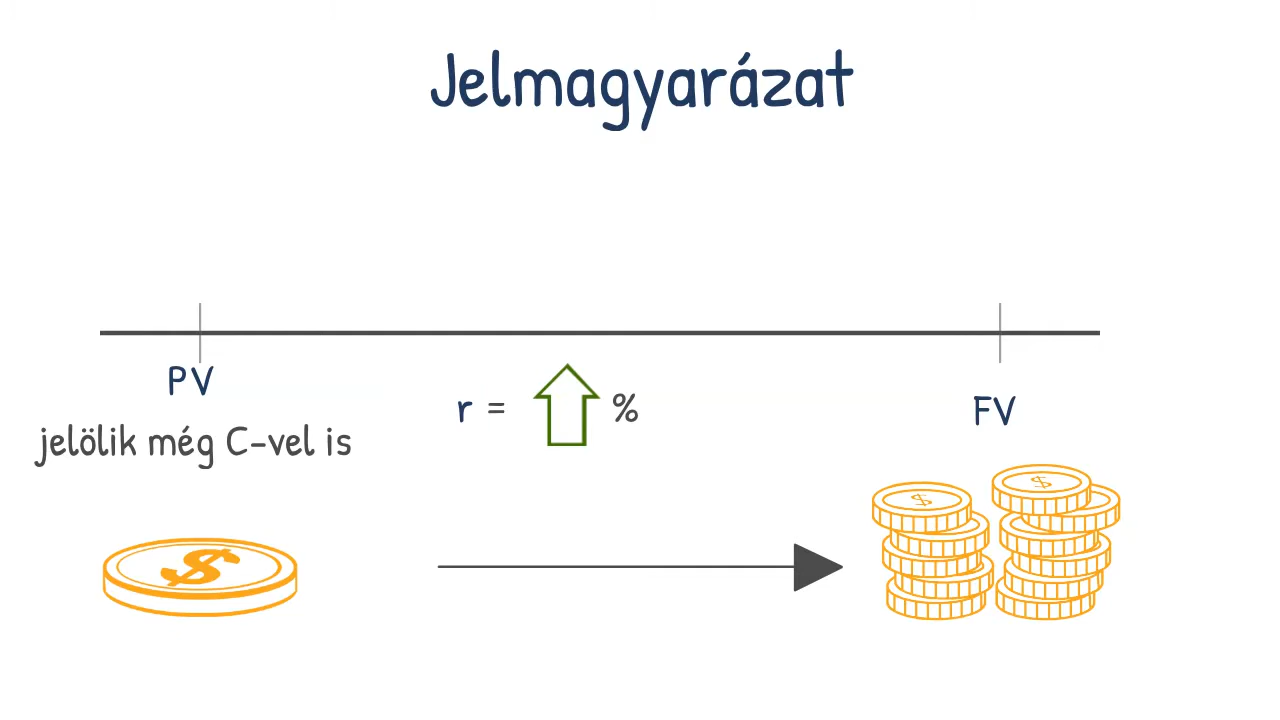 Jelmagyarázat
PV
jelölik még C-vel is
r = %
FV
$
$
$